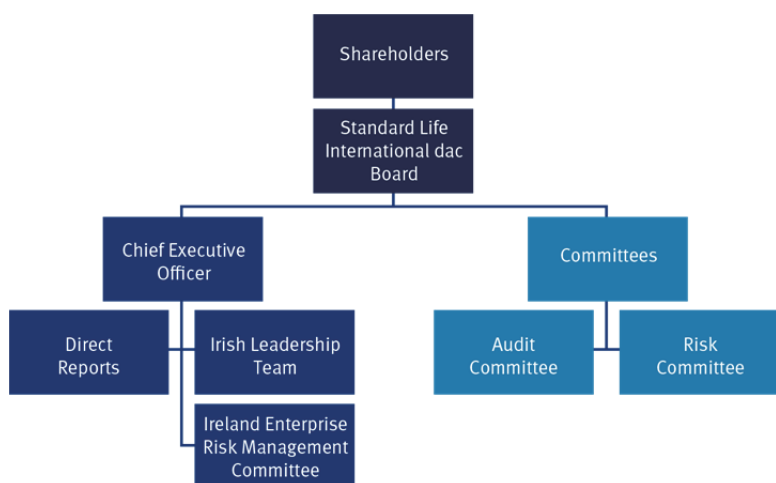 Shareholders
Standard Life
International dac
Board
Chief Executive
Officer
Committees
Direct
Reports
Irish Leadership
Team
Audit
Committee
Risk
Committee
Ireland Enterprise
Risk Management
Committee